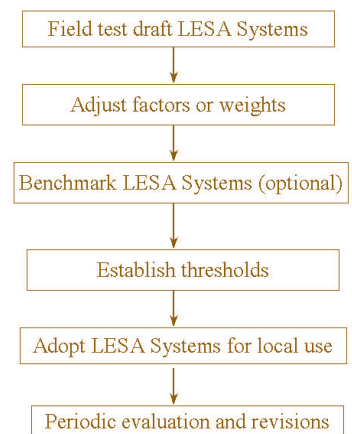 Field test draft LESA Systems
Adjust factors or weights
Benchmark LESA Systems (optional)
Establish thresholds
Adopt LESA Systems for local use
Periodic evaluation and revisions